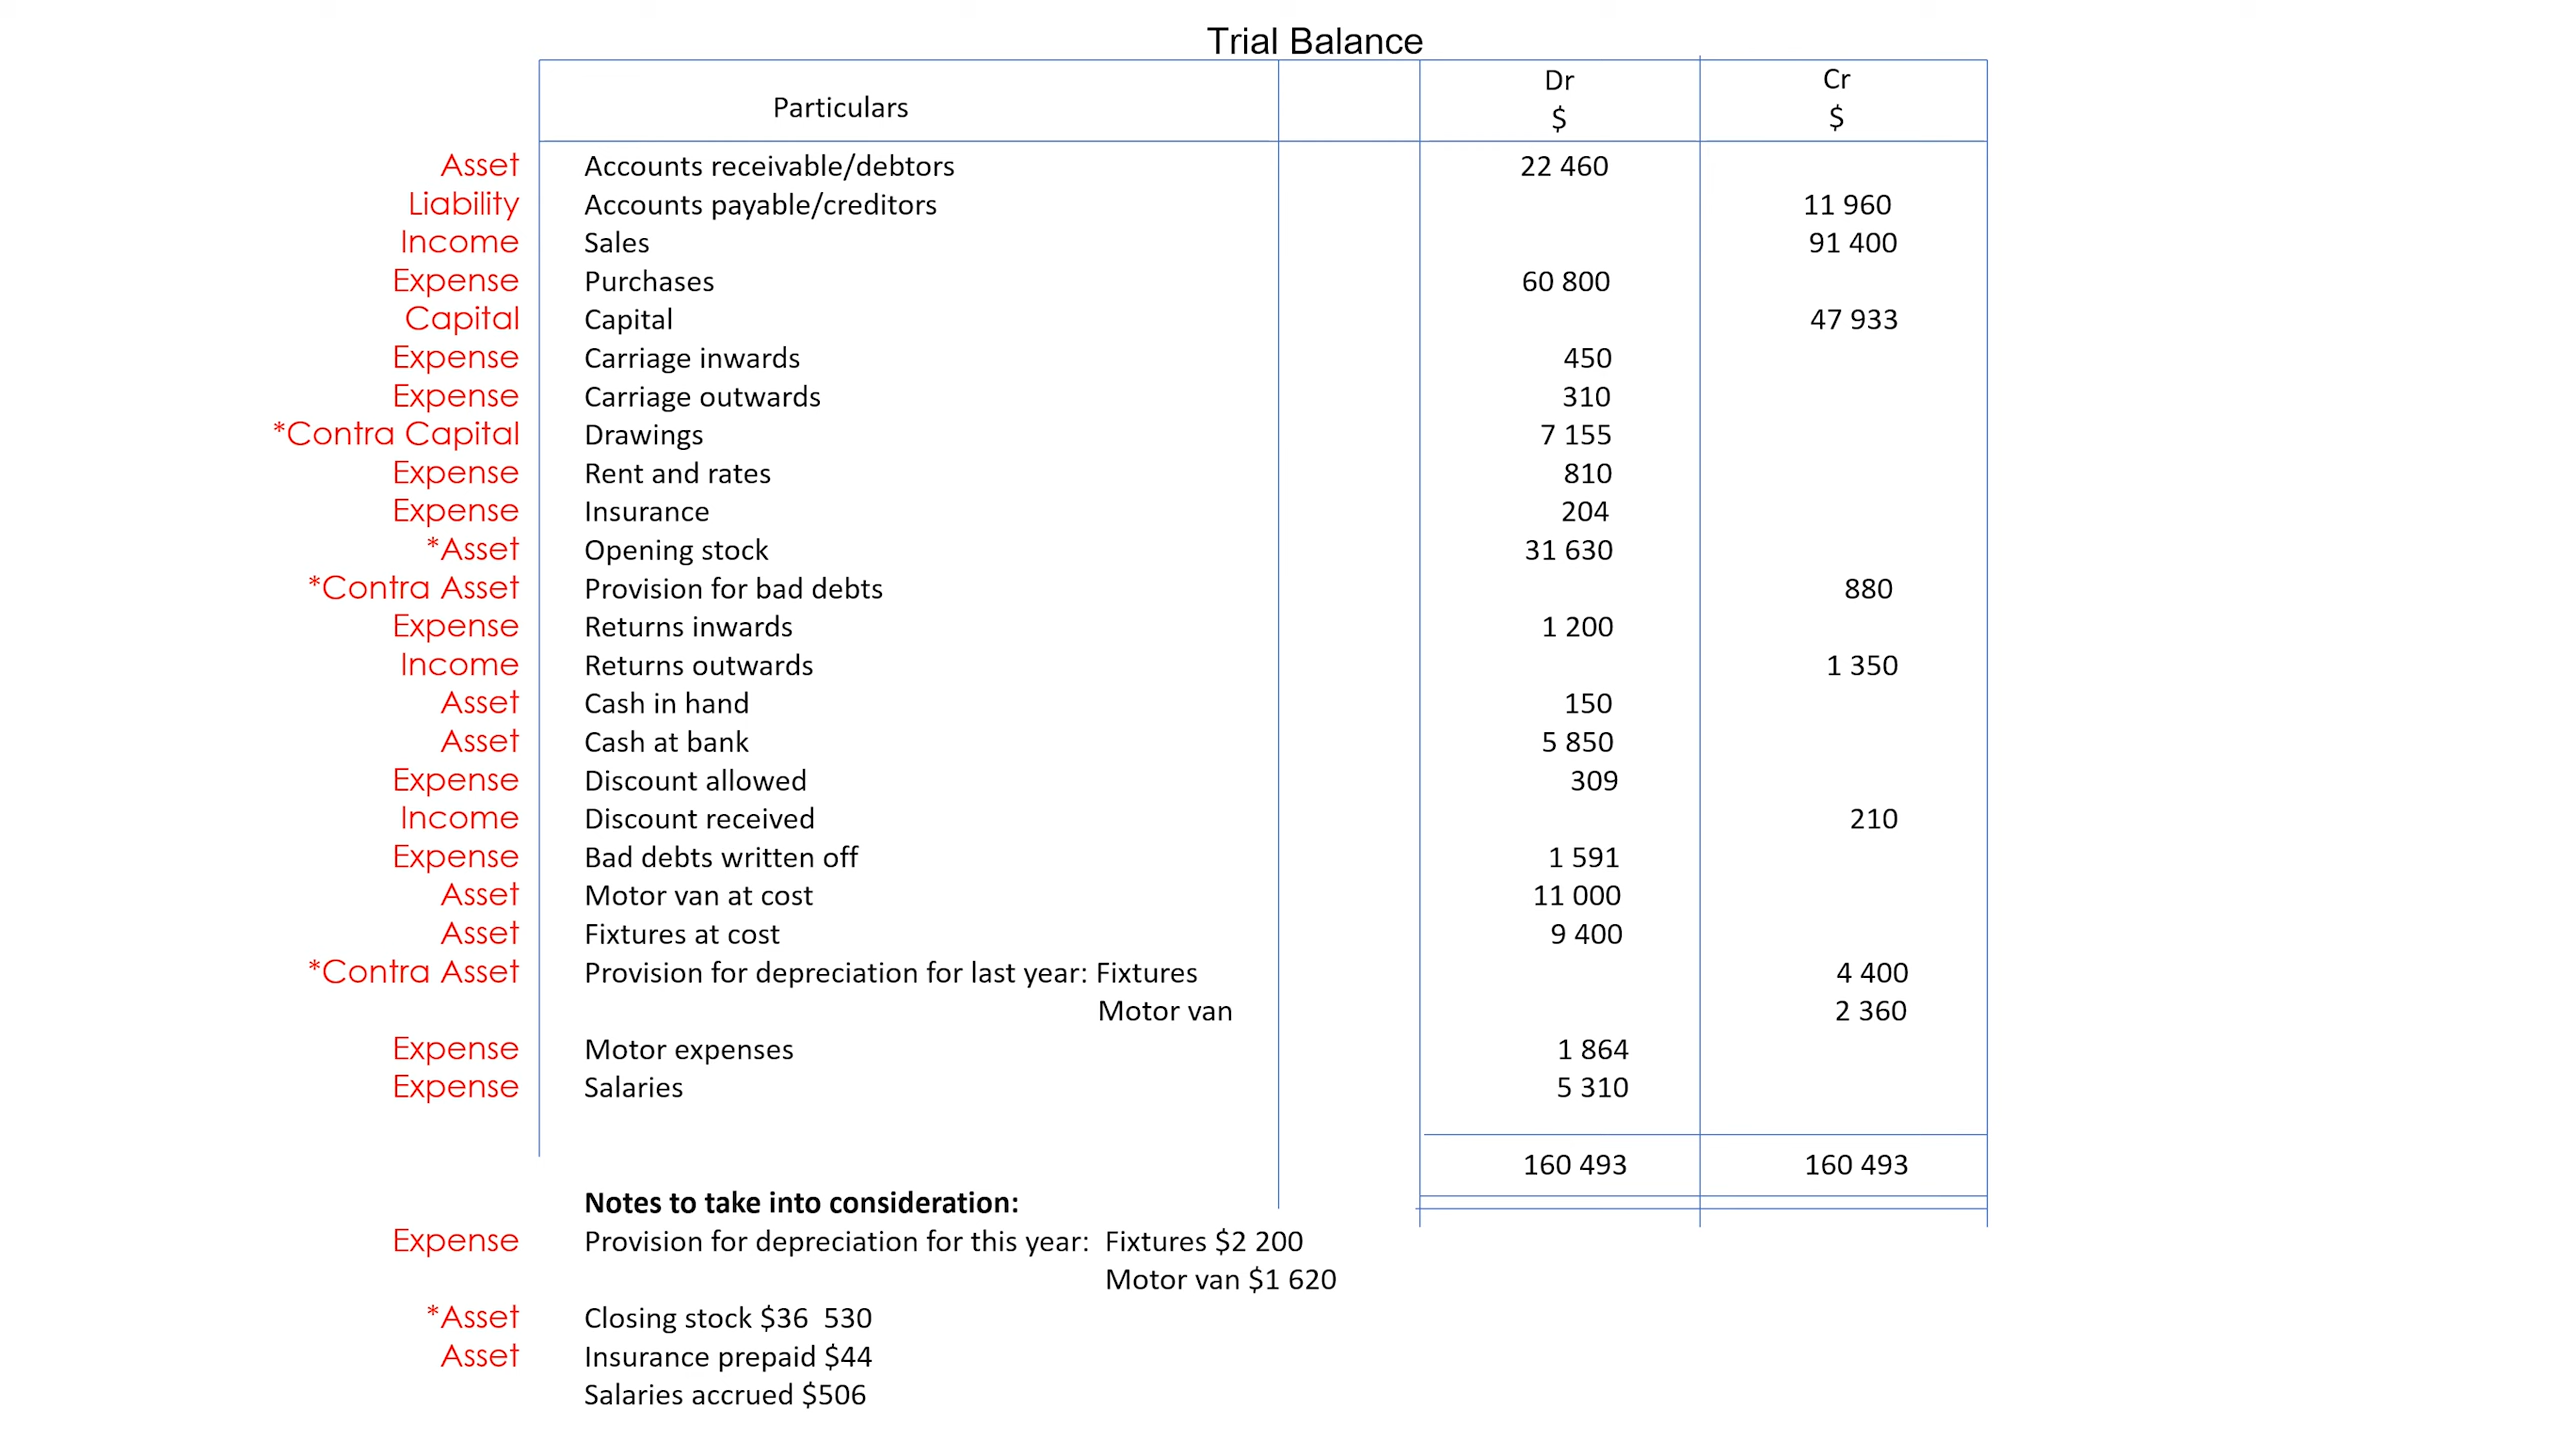 Trial Balance
Particulars Dr Cr
$ $
Asset Accounts receivable/debtors 22 460
Liability Accounts payable/creditors 11 960
Income Sales 91 400
Expense Purchases 60 800
Capital Capital 47 933
Expense Carriage inwards 450
Expense Carriage outwards 310
*Contra Capital Drawings 7 155
Expense Rent and rates 810
Expense Insurance 204
*Asset Opening stock 31 630
*Contra Asset Provision for bad debts 880
Expense Returns inwards 1 200
Income Returns outwards 1 350
Asset Cash in hand 150
Asset Cash at bank 5 850
Expense Discount allowed 309
Income Discount received 210
Expense Bad debts written off 1 591
Asset Motor van at cost 11 000
Asset Fixtures at cost 9 400
*Contra Asset Provision for depreciation for last year: Fixtures 4 400
Motor van 2 360
Expense Motor expenses 1 864
Expense Salaries 5 310
160 493 160 493
Notes to take into consideration:
Expense Provision for depreciation for this year: Fixtures $2 200
Motor van $1 620
*Asset Closing stock $36 530
Asset Insurance prepaid $44
Salaries accrued $506